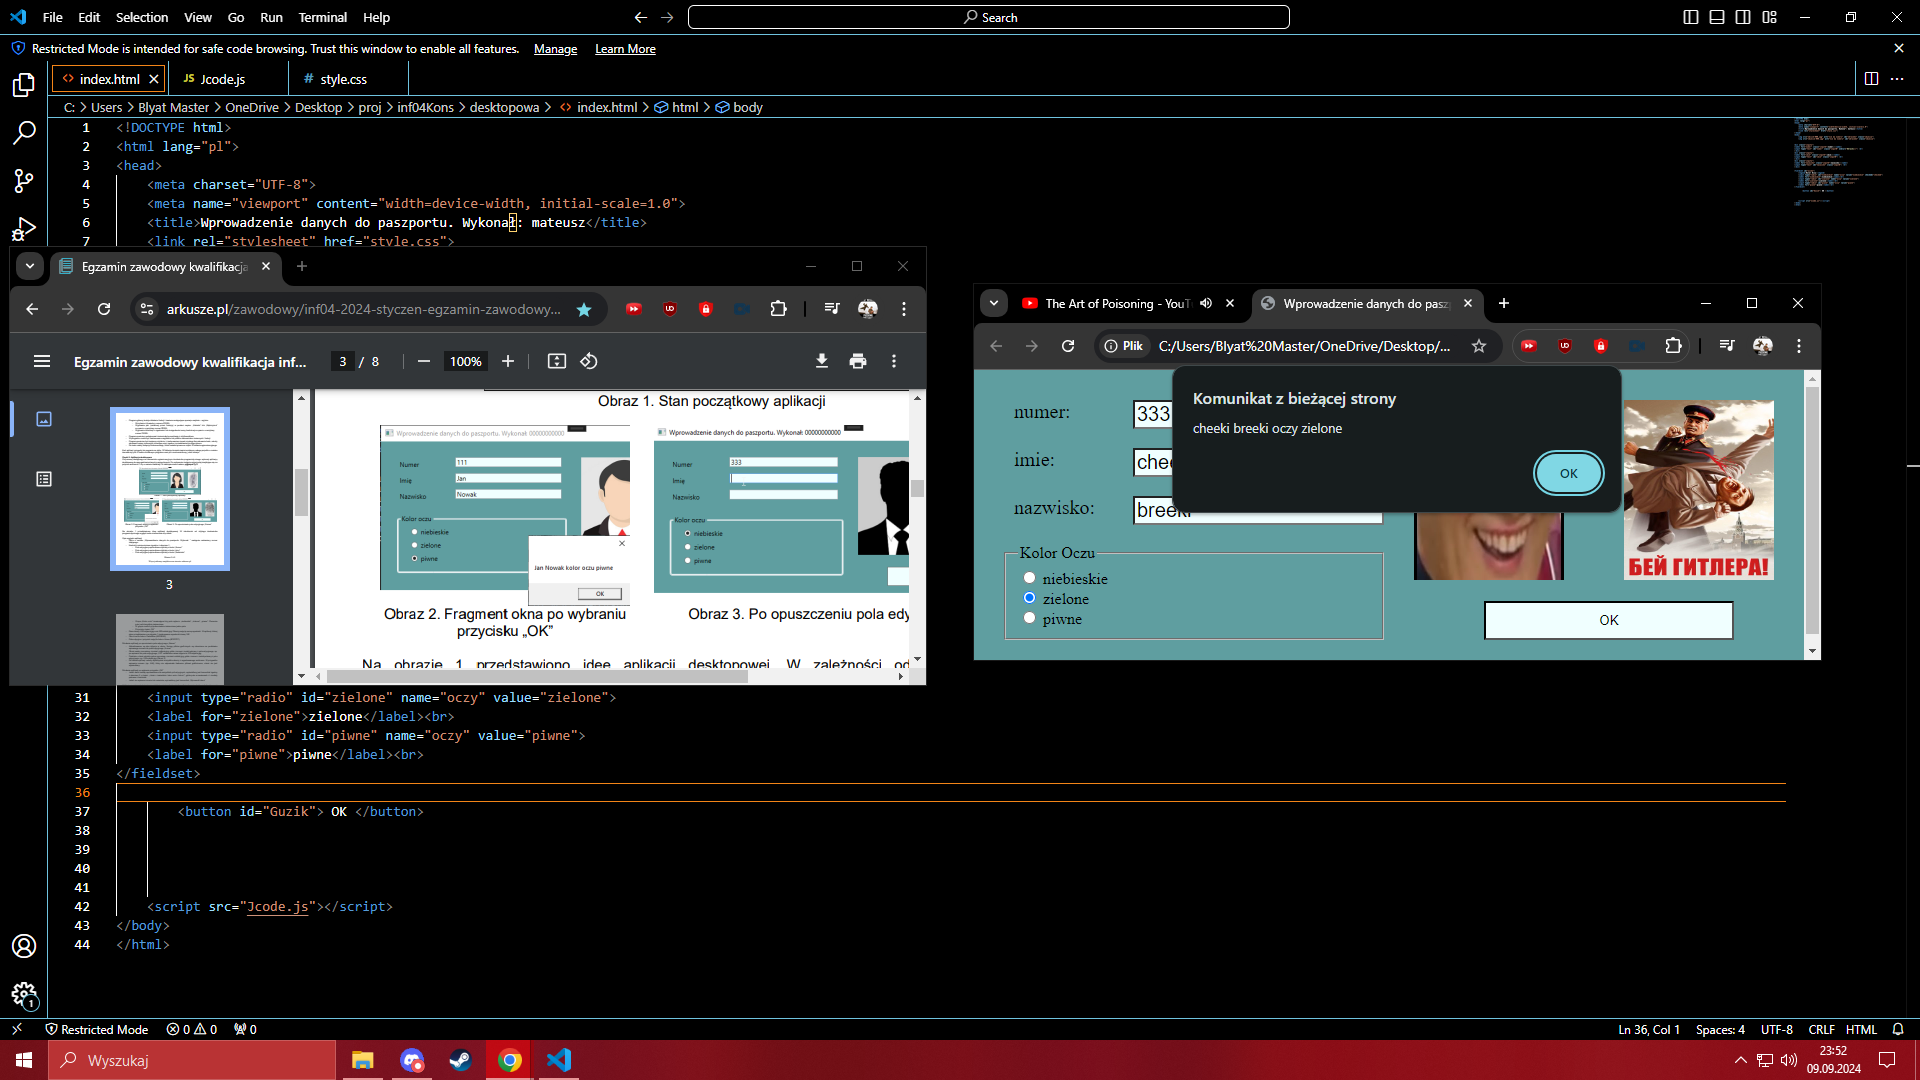 File Edit Selection View Go Run Terminal Help
Search
Restricted Mode is intended for safe code browsing. Trust this window to enable all features. Manage Learn More
index.html
JS Jcode.js
# style.css
C: > Users > Blyat Master > OneDrive > Desktop > proj > inf04Kons > desktopowa > <> index.html > html > body
1 <!DOCTYPE html>
2 <html lang="pl">
3 <head>
4 <meta charset="UTF-8">
5 <meta name="viewport" content="width=device-width, initial-scale=1.0">
6 <title>Wprowadzenie danych do paszportu. Wykonał: mateusz</title>
7 <link rel="stylesheet" href="style.css">
Egzamin zawodowy kwalifikacja
arkusze.pl/zawodowy/inf04-2024-styczen-egzamin-zawodowy...
Egzamin zawodowy kwalifikacja inf...
3 / 8
100%
3
Obraz 1. Stan początkowy aplikacji
Wprowadzenie danych do paszportu. Wykonał: 00000000000
Numer 111
Imię Jan
Nazwisko Nowak
Kolor oczu
niebieskie
zielone
piwne
Jan Nowak kolor oczu piwne
OK
Wprowadzenie danych do paszportu. Wykonał: 00000000000
Numer 333
Imię
Nazwisko
Kolor oczu
niebieskie
zielone
piwne
Obraz 2. Fragment okna po wybraniu
przycisku „OK”
Obraz 3. Po opuszczeniu pola edy
Na obrazie 1 przedstawiono ideę aplikacji desktopowej. W zależności od
The Art of Poisoning - YouT
Wprowadzenie danych do pasz
Plik
C:/Users/Blyat%20Master/OneDrive/Desktop/...
numer: 333
imie: chee
nazwisko: breeki
Kolor Oczu
niebieskie
zielone
piwne
Komunikat z bieżącej strony
cheeki breeki oczy zielone
OK
БЕЙ ГИТЛЕРА!
OK
31 <input type="radio" id="zielone" name="oczy" value="zielone">
32 <label for="zielone">zielone</label><br>
33 <input type="radio" id="piwne" name="oczy" value="piwne">
34 <label for="piwne">piwne</label><br>
35 </fieldset>
36
37 <button id="Guzik"> OK </button>
38
39
40
41
42 <script src="Jcode.js"></script>
43 </body>
44 </html>
1
Restricted Mode 0 0 0
Ln 36, Col 1 Spaces: 4 UTF-8 CRLF HTML
Wyszukaj
23:52
09.09.2024